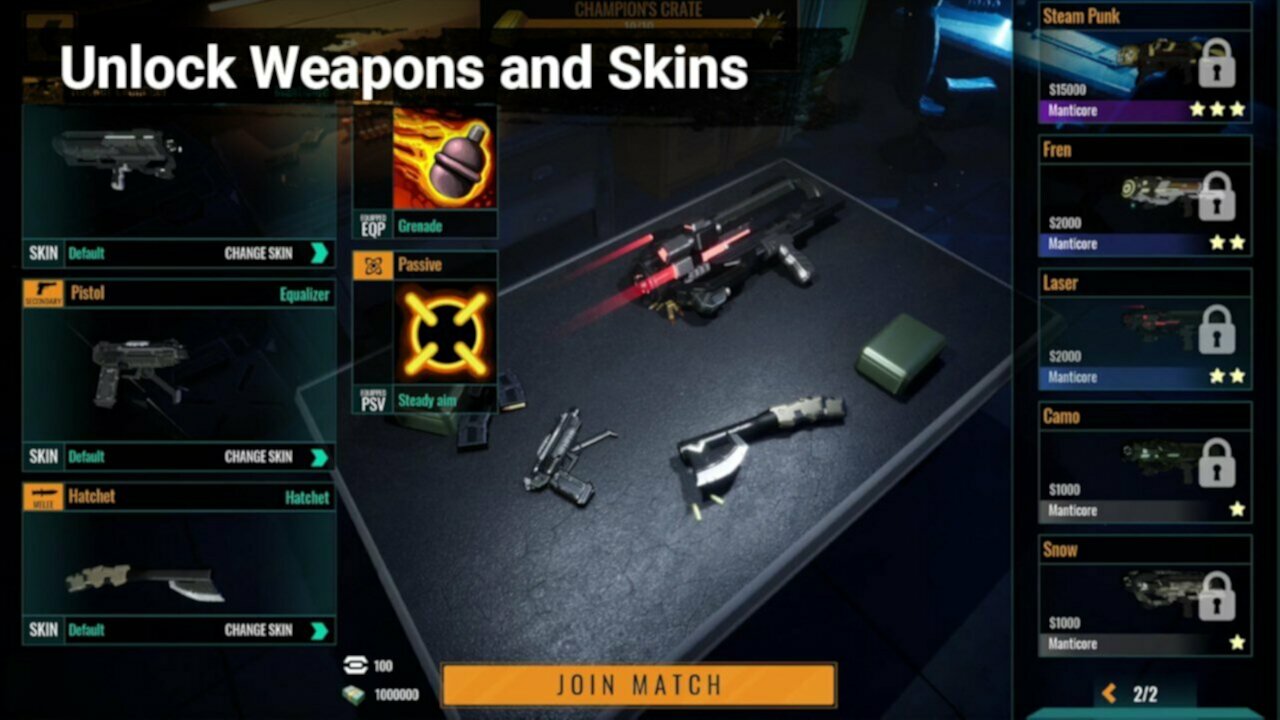 CHAMPION'S CRATE
10/10
Unlock Weapons and Skins
SKIN Default CHANGE SKIN
SECONDARY Pistol Equalizer
SKIN Default CHANGE SKIN
MELEE Hatchet Hatchet
SKIN Default CHANGE SKIN
EQUIPPED EQP Grenade
Passive
EQUIPPED PSV Steady aim
100
1000000
JOIN MATCH
Steam Punk
$15000
Manticore
Fren
$2000
Manticore
Laser
$2000
Manticore
Camo
$1000
Manticore
Snow
$1000
Manticore
2/2